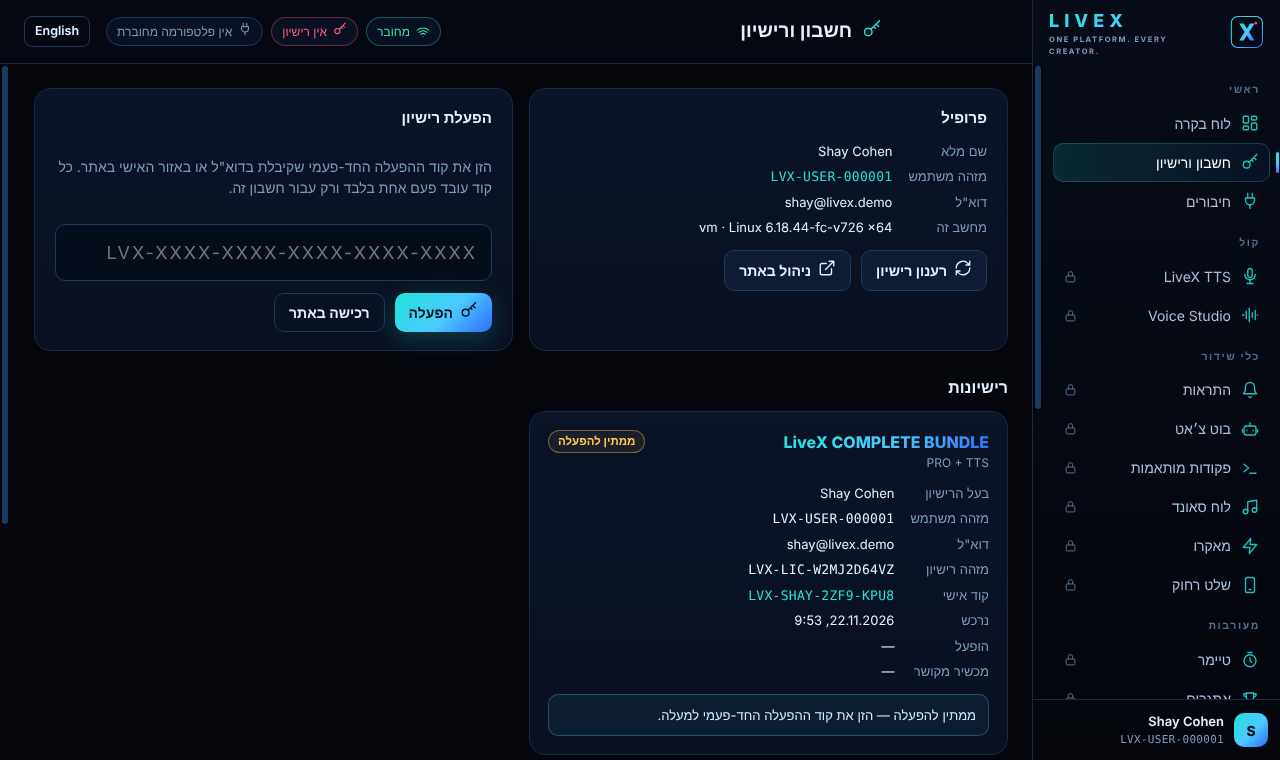 LIVEX
ONE PLATFORM. EVERY
CREATOR.
חשבון ורישיון
מחובר
אין רישיון
אין פלטפורמה מחוברת
English
ראשי
לוח בקרה
חשבון ורישיון
חיבורים
קול
LiveX TTS
Voice Studio
כלי שידור
התראות
בוט צ׳אט
פקודות מותאמות
לוח סאונד
מאקרו
שלט רחוק
מעורבות
טיימר
אתגרים
Shay Cohen
LVX-USER-000001
S
פרופיל
שם מלא Shay Cohen
מזהה משתמש LVX-USER-000001
דוא"ל shay@livex.demo
מחשב זה vm · Linux 6.18.44-fc-v726 ×64
רענון רישיון
ניהול באתר
הפעלת רישיון
הזן את קוד ההפעלה החד-פעמי שקיבלת בדוא"ל או באזור האישי באתר. כל
קוד עובד פעם אחת בלבד ורק עבור חשבון זה.
LVX-XXXX-XXXX-XXXX-XXXX-XXXX
הפעלה
רכישה באתר
רישיונות
LiveX COMPLETE BUNDLE
ממתין להפעלה
PRO + TTS
בעל הרישיון Shay Cohen
מזהה משתמש LVX-USER-000001
דוא"ל shay@livex.demo
מזהה רישיון LVX-LIC-W2MJ2D64VZ
קוד אישי LVX-SHAY-2ZF9-KPU8
נרכש 22.11.2026, 9:53
הופעל —
מכשיר מקושר —
ממתין להפעלה — הזן את קוד ההפעלה החד-פעמי למעלה.